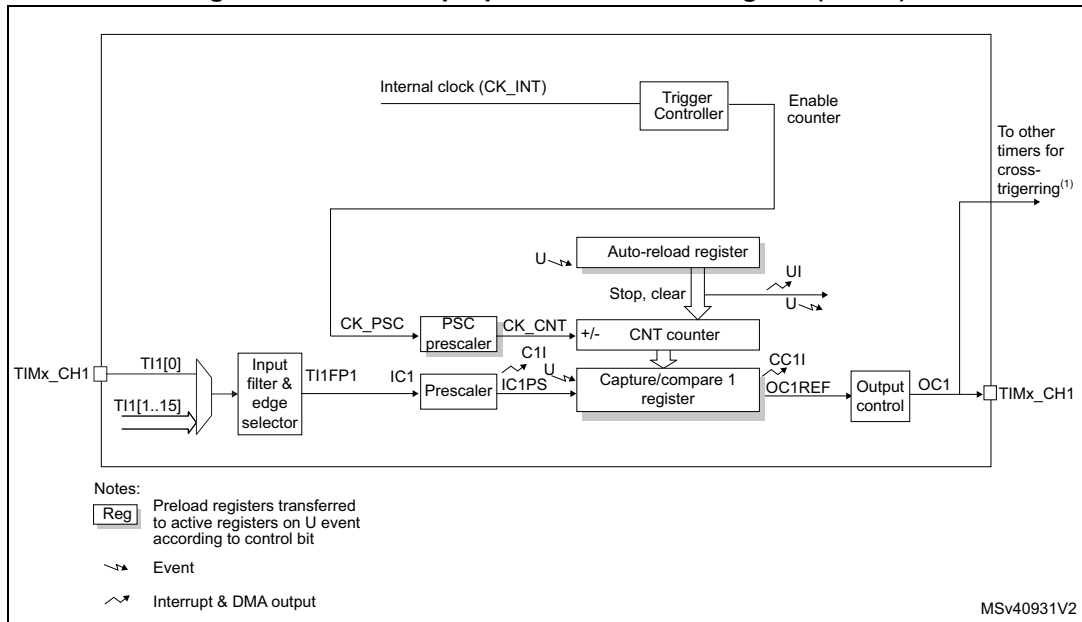 Internal clock (CK_INT)
Trigger
Controller
Enable
counter
To other
timers for
cross-
trigerring(1)
U
Auto-reload register
UI
Stop, clear
U
CK_PSC
PSC
prescaler
CK_CNT
+/-
CNT counter
TIMx_CH1
TI1[0]
TI1[1..15]
Input
filter &
edge
selector
TI1FP1
IC1
Prescaler
C1I
IC1PS
U
Capture/compare 1
register
CC1I
OC1REF
Output
control
OC1
TIMx_CH1
Notes:
Reg
Preload registers transferred
to active registers on U event
according to control bit
Event
Interrupt & DMA output
MSv40931V2